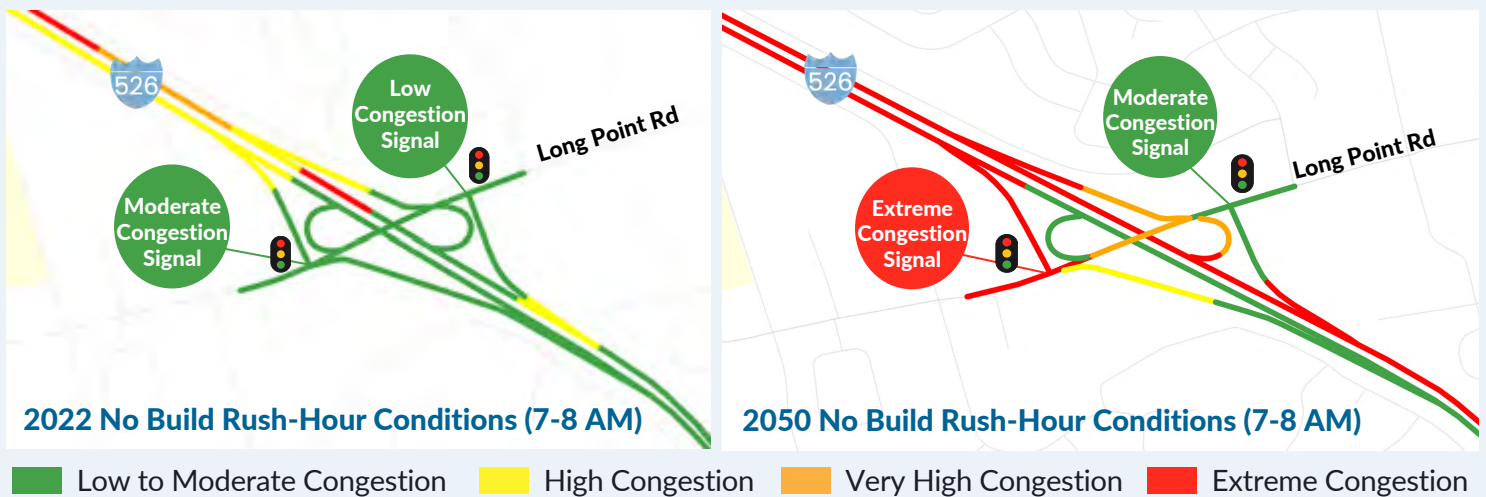 526
Low
Congestion
Signal
Long Point Rd
Moderate
Congestion
Signal
2022 No Build Rush-Hour Conditions (7-8 AM)
526
Moderate
Congestion
Signal
Long Point Rd
Extreme
Congestion
Signal
2050 No Build Rush-Hour Conditions (7-8 AM)
Low to Moderate Congestion
High Congestion
Very High Congestion
Extreme Congestion